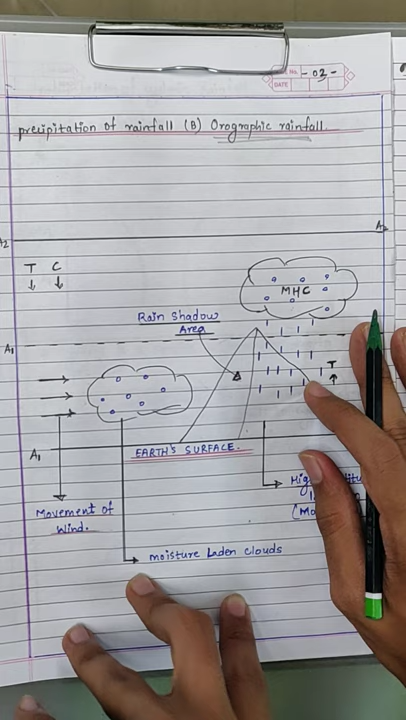 No. - 03 -
DATE
precipitation of rainfall (B) Orographic rainfall.
A2
A2
T C
MHC
Rain Shadow
Area
A1
T
A1
EARTH'S SURFACE.
Movement of
Wind.
moisture Laden clouds